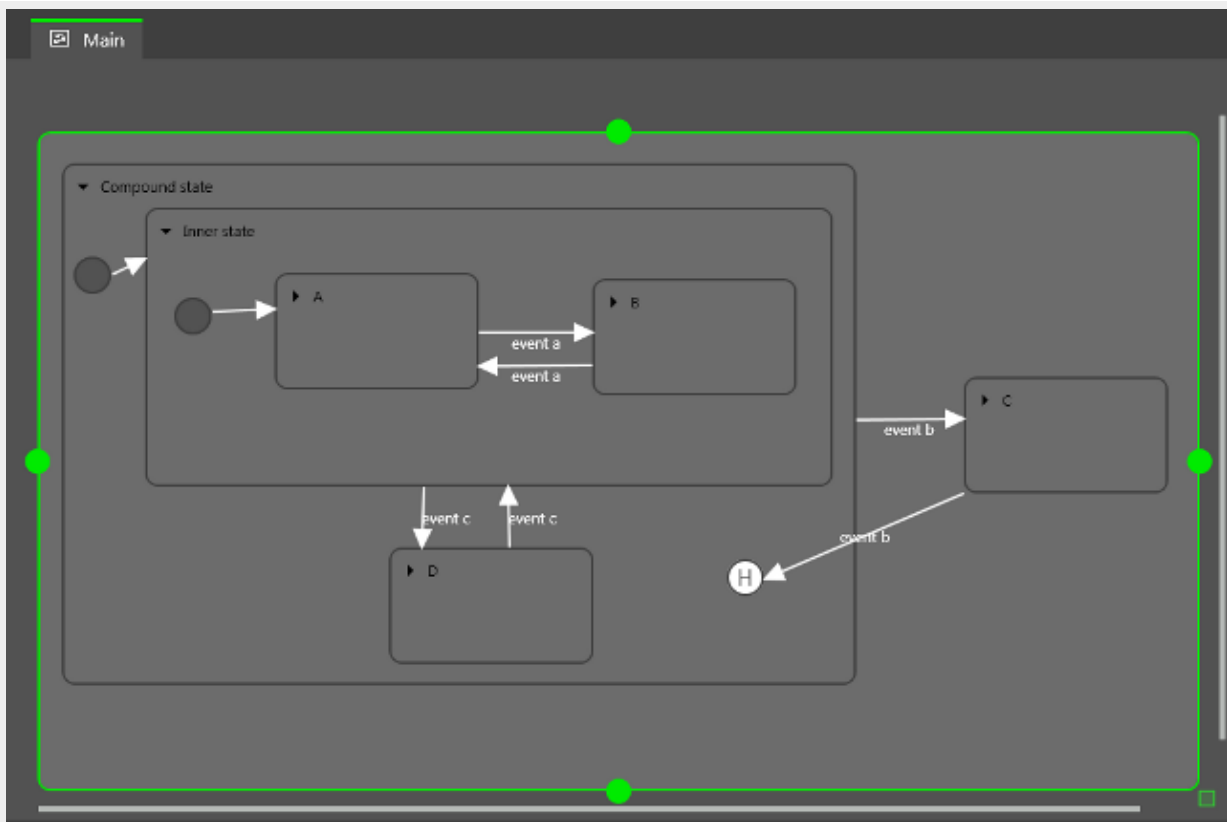 Main
Compound state
Inner state
A
B
event a
event a
C
event b
event c
event c
event b
D
H